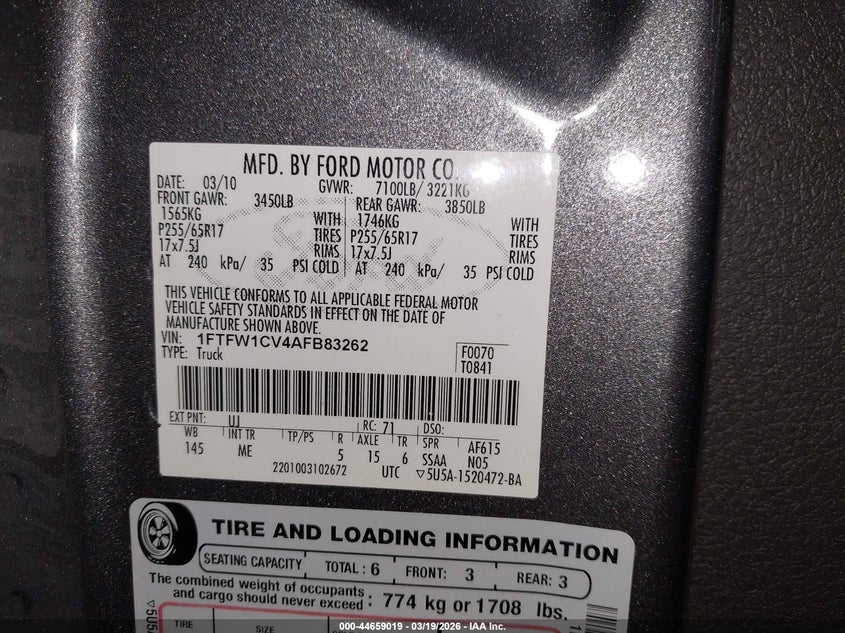 MFD. BY FORD MOTOR CO.
DATE: 03/10 GVWR: 7100LB/ 3221KG
FRONT GAWR: 3450LB REAR GAWR: 3850LB
1565KG WITH 1746KG WITH
P255/65R17 TIRES P255/65R17 TIRES
17x7.5J RIMS 17x7.5J RIMS
AT 240 kPa/ 35 PSI COLD AT 240 kPa/ 35 PSI COLD
THIS VEHICLE CONFORMS TO ALL APPLICABLE FEDERAL MOTOR
VEHICLE SAFETY STANDARDS IN EFFECT ON THE DATE OF
MANUFACTURE SHOWN ABOVE.
VIN: 1FTFW1CV4AFB83262 F0070
TYPE: Truck T0841
EXT PNT: UJ RC: 71 DSO:
WB INT TR TP/PS R AXLE TR SPR AF615
145 ME 5 15 6 SSAA N05
2201003102672 UTC ▽5U5A-1520472-BA
TIRE AND LOADING INFORMATION
SEATING CAPACITY TOTAL : 6 FRONT: 3 REAR: 3
The combined weight of occupants
and cargo should never exceed : 774 kg or 1708 lbs.
TIRE SIZE
000-44659019 - 03/19/2026 - IAA Inc.